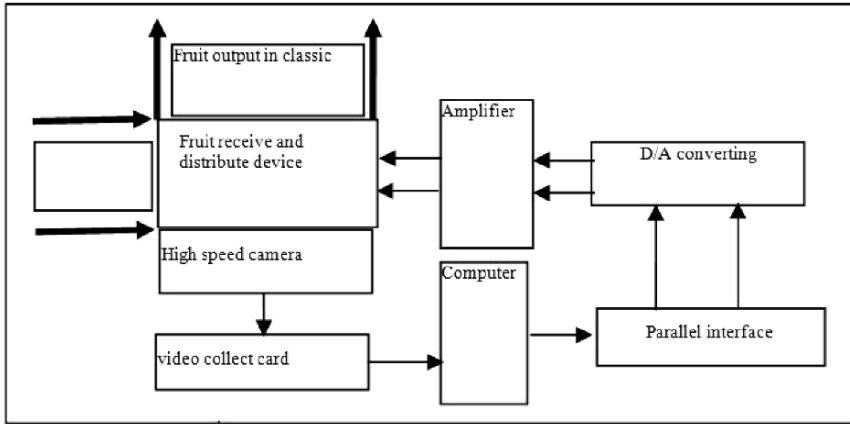 Fruit output in classic
Fruit receive and
distribute device
Amplifier
D/A converting
High speed camera
Computer
Parallel interface
video collect card